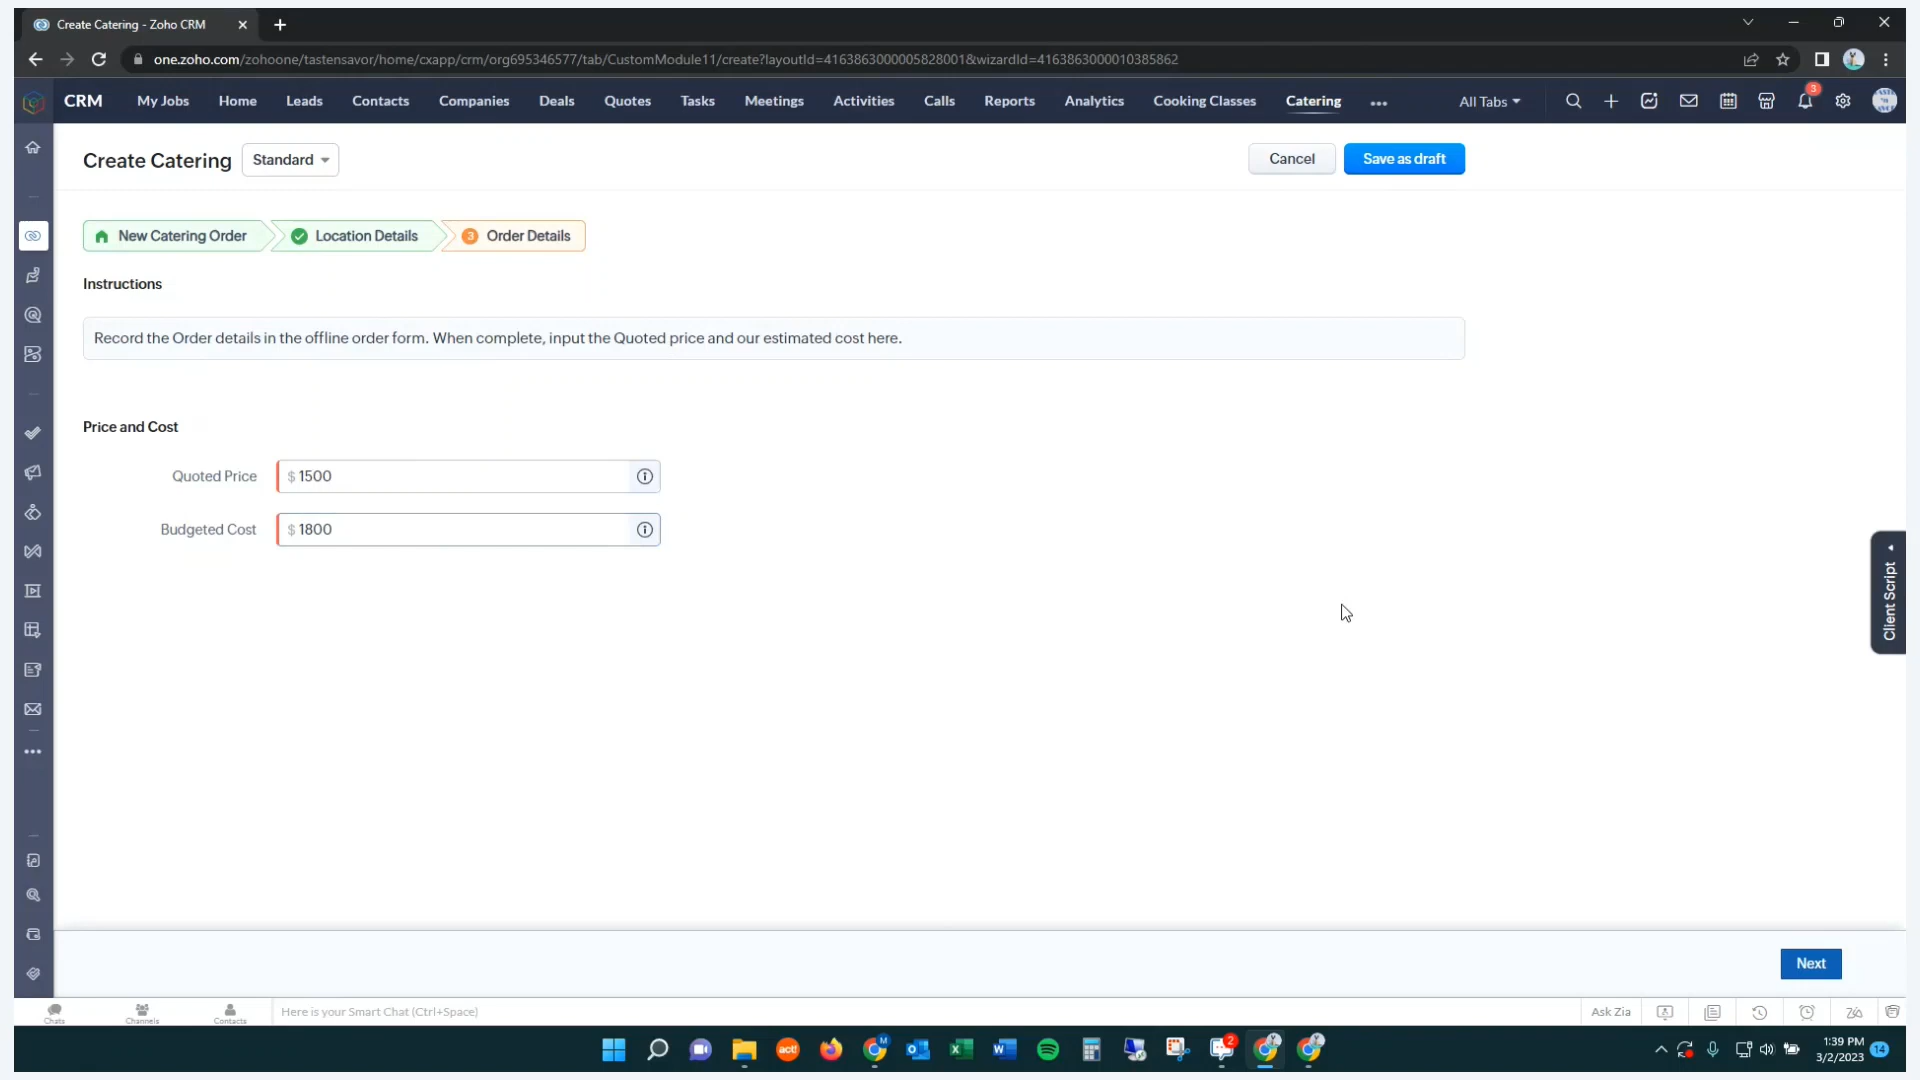 Create Catering - Zoho CRM
one.zoho.com/zohoone/tastensavor/home/cxapp/crm/org695346577/tab/CustomModule11/create?layoutId=4163863000005828001&wizardId=4163863000010385862
CRM My Jobs Home Leads Contacts Companies Deals Quotes Tasks Meetings Activities Calls Reports Analytics Cooking Classes Catering ••• All Tabs 3
Create Catering Standard Cancel Save as draft
New Catering Order Location Details 3 Order Details
Instructions
Record the Order details in the offline order form. When complete, input the Quoted price and our estimated cost here.
Price and Cost
Quoted Price $ 1500
Budgeted Cost $ 1800
Client Script
Next
Chats Channels Contacts Here is your Smart Chat (Ctrl+Space) Ask Zia
act! M 2
1:39 PM
3/2/2023 14